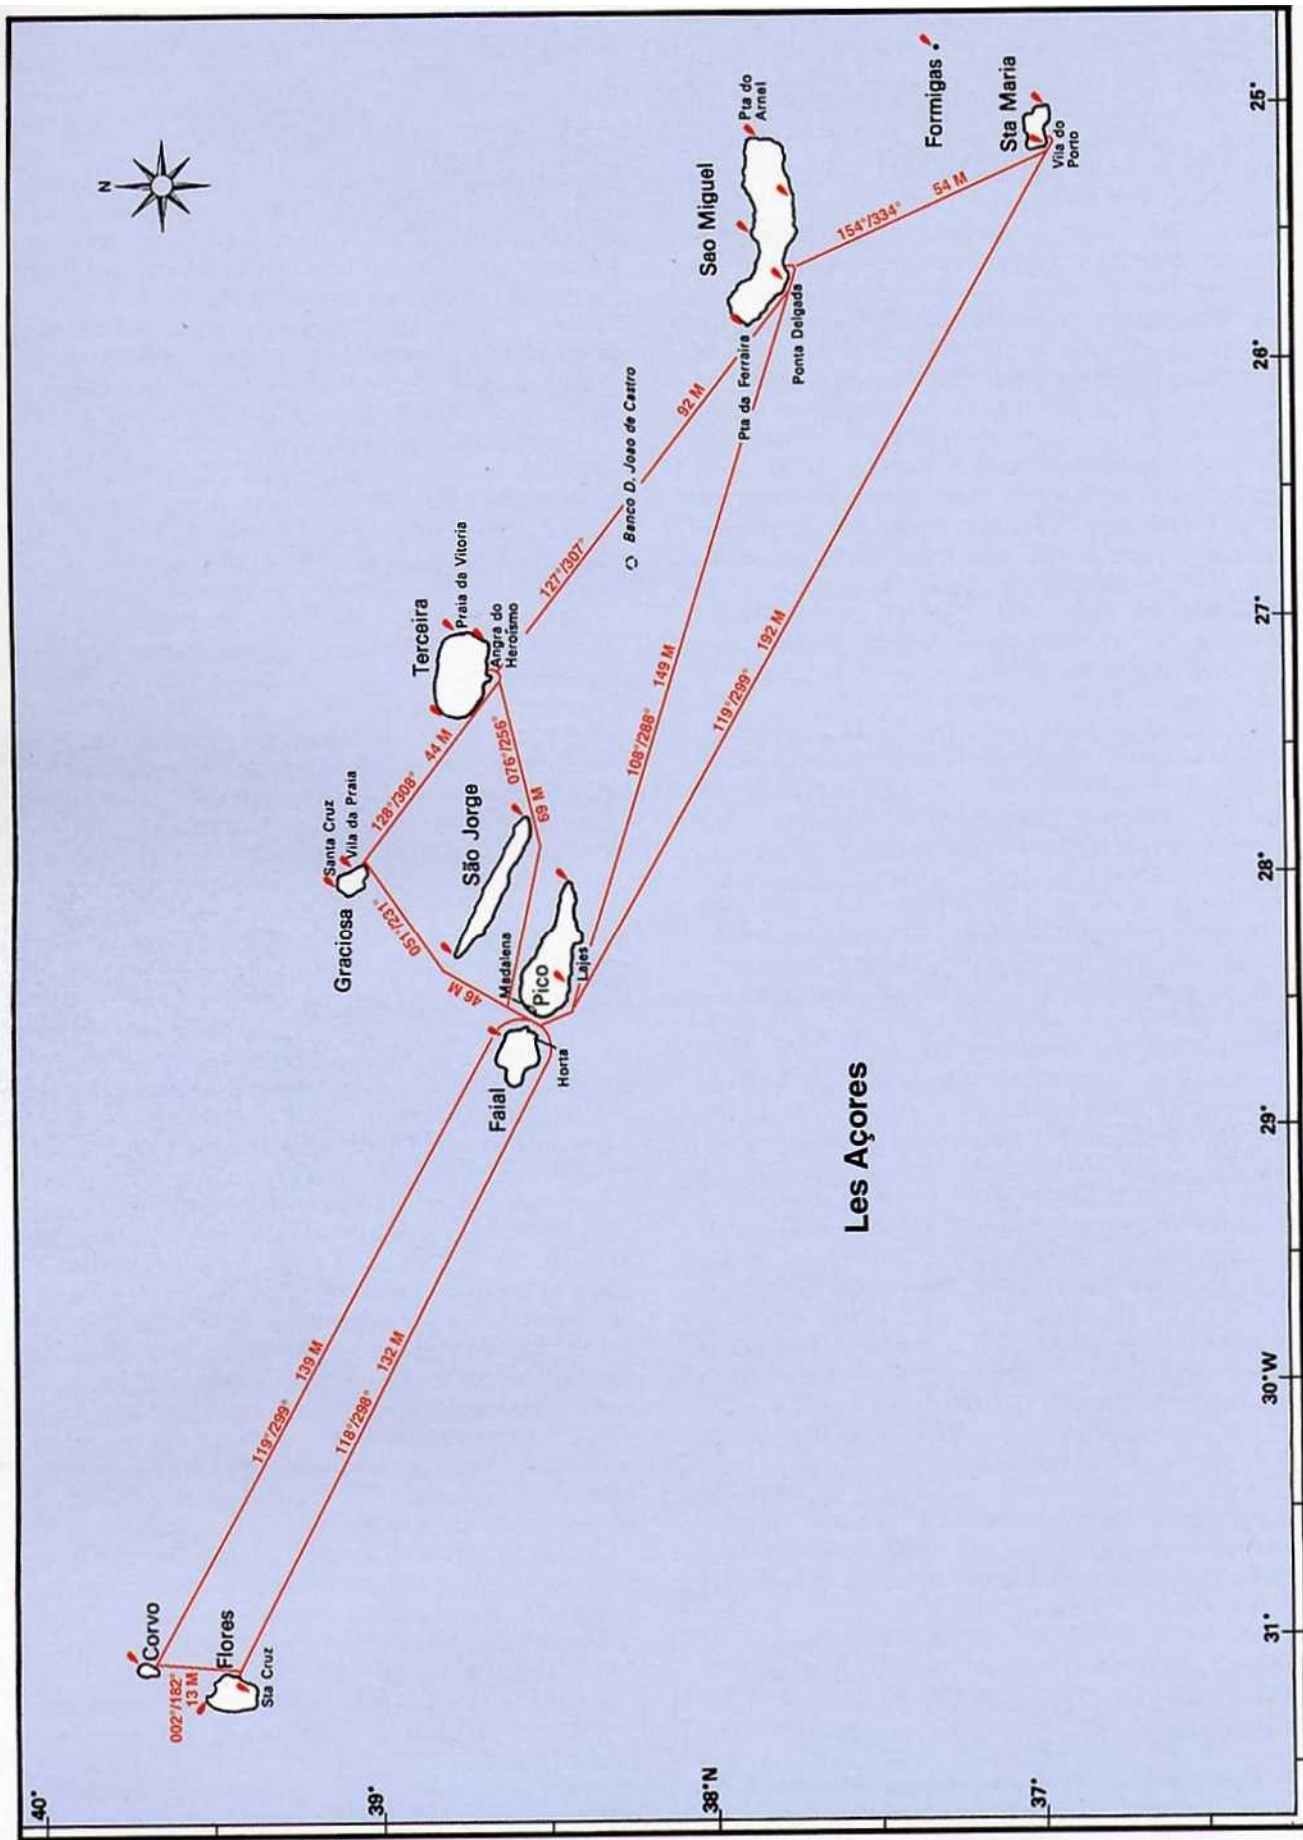 N
40°
39°
38°N
37°
31°
30°W
29°
28°
27°
26°
25°
Les Açores
Corvo
002°/182°
13 M
Flores
Sta Cruz
119°/299°
139 M
118°/298°
132 M
Faial
Horta
Madalena
Pico
Lajes
46 M
051°/231°
Graciosa
Santa Cruz
Vila da Praia
128°/308°
44 M
São Jorge
69 M
076°/256°
Terceira
Praia da Vitoria
Angra do
Heroísmo
127°/307°
92 M
Banco D. Joao de Castro
108°/288°
149 M
119°/299°
192 M
Sao Miguel
Pta da Ferraira
Ponta Delgada
Pta do
Arnel
154°/334°
54 M
Formigas
Sta Maria
Vila do
Porto